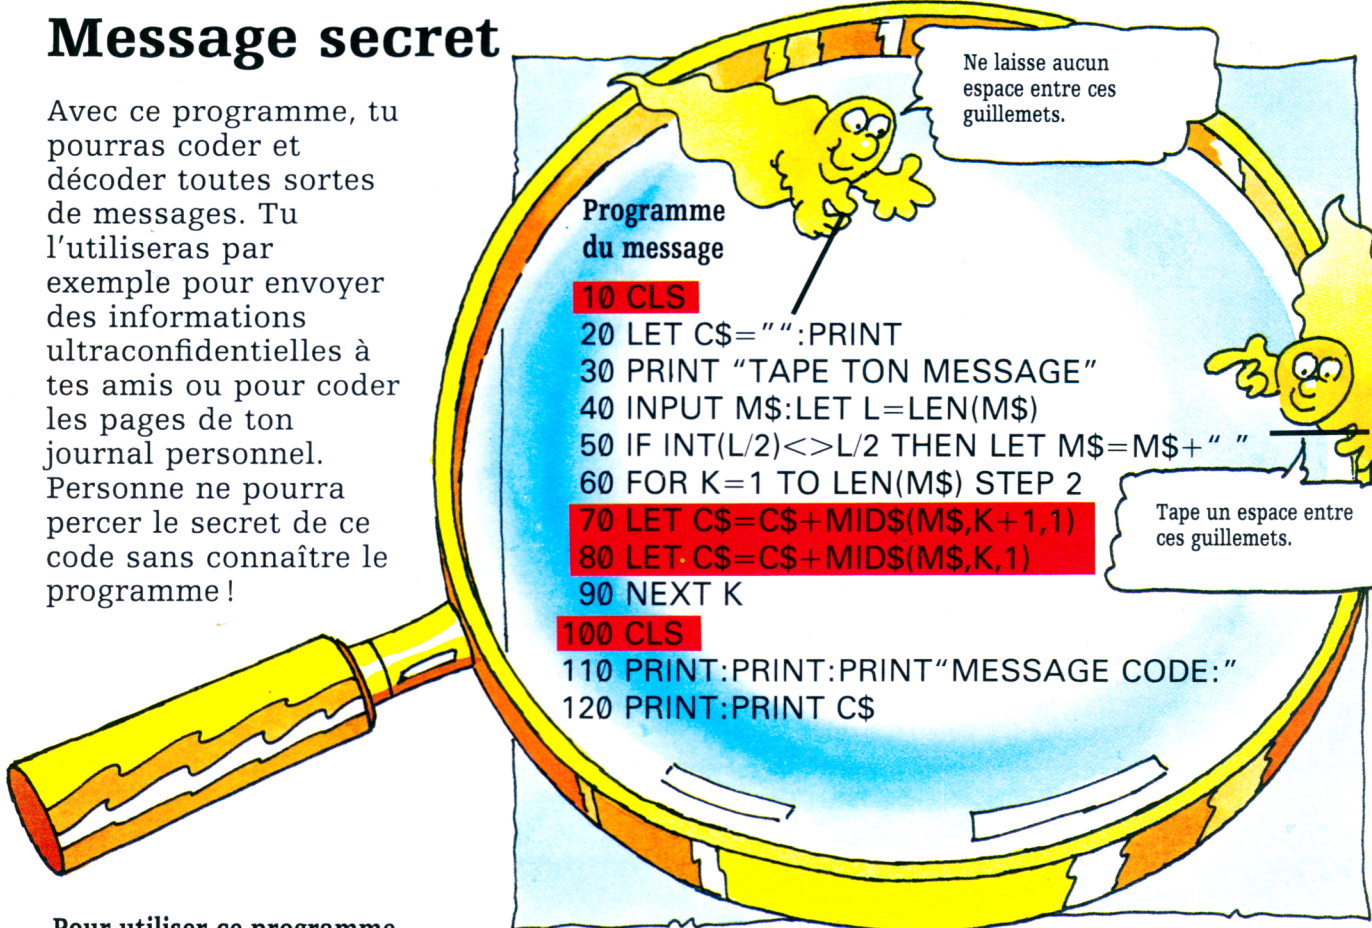 Message secret
Avec ce programme, tu
pourras coder et
décoder toutes sortes
de messages. Tu
l'utiliseras par
exemple pour envoyer
des informations
ultraconfidentielles à
tes amis ou pour coder
les pages de ton
journal personnel.
Personne ne pourra
percer le secret de ce
code sans connaître le
programme !
Ne laisse aucun
espace entre ces
guillemets.
Programme
du message
10 CLS
20 LET C$="":PRINT
30 PRINT "TAPE TON MESSAGE"
40 INPUT M$:LET L=LEN(M$)
50 IF INT(L/2)<>L/2 THEN LET M$=M$+" "
60 FOR K=1 TO LEN(M$) STEP 2
70 LET C$=C$+MID$(M$,K+1,1)
80 LET C$=C$+MID$(M$,K,1)
90 NEXT K
100 CLS
110 PRINT:PRINT:PRINT"MESSAGE CODE:"
120 PRINT:PRINT C$
Tape un espace entre
ces guillemets.
Pour utiliser ce programme